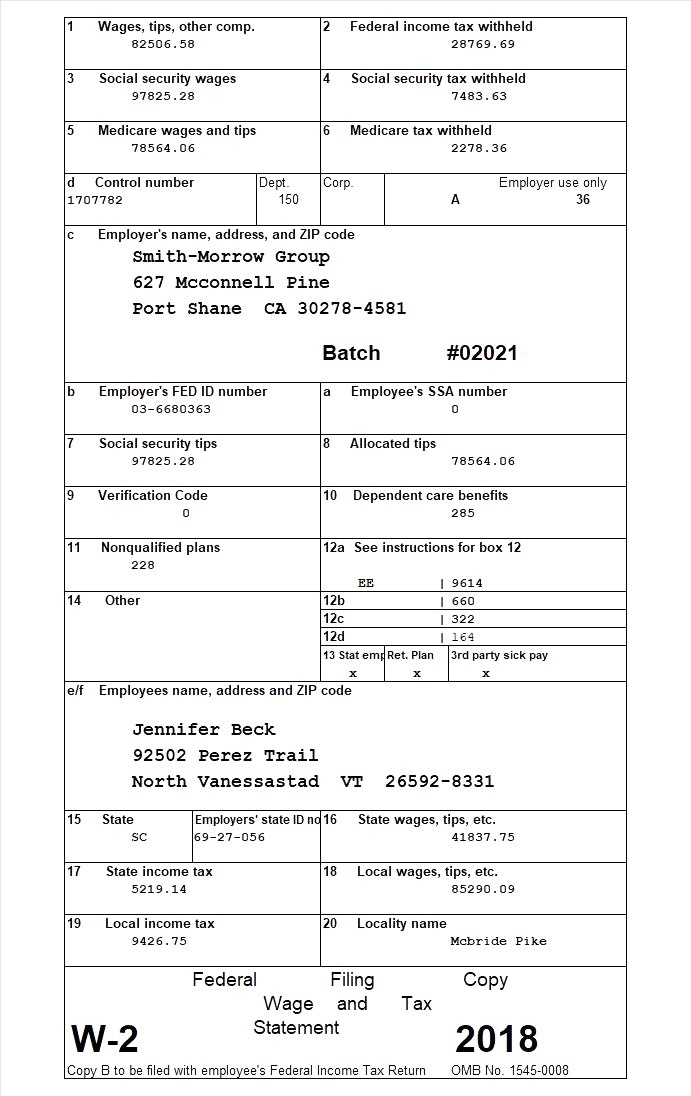 1 Wages, tips, other comp. 2 Federal income tax withheld
82506.58 28769.69
3 Social security wages 4 Social security tax withheld
97825.28 7483.63
5 Medicare wages and tips 6 Medicare tax withheld
78564.06 2278.36
d Control number Dept. Corp. Employer use only
1707782 150 A 36
c Employer's name, address, and ZIP code
Smith-Morrow Group
627 Mcconnell Pine
Port Shane CA 30278-4581
Batch #02021
b Employer's FED ID number a Employee's SSA number
03-6680363 0
7 Social security tips 8 Allocated tips
97825.28 78564.06
9 Verification Code 10 Dependent care benefits
0 285
11 Nonqualified plans 12a See instructions for box 12
228
EE | 9614
14 Other 12b | 660
12c | 322
12d | 164
13 Stat emp Ret. Plan 3rd party sick pay
x x x
e/f Employees name, address and ZIP code
Jennifer Beck
92502 Perez Trail
North Vanessastad VT 26592-8331
15 State Employers' state ID no 16 State wages, tips, etc.
SC 69-27-056 41837.75
17 State income tax 18 Local wages, tips, etc.
5219.14 85290.09
19 Local income tax 20 Locality name
9426.75 Mcbride Pike
Federal Filing Copy
Wage and Tax
Statement
W-2 2018
Copy B to be filed with employee's Federal Income Tax Return OMB No. 1545-0008